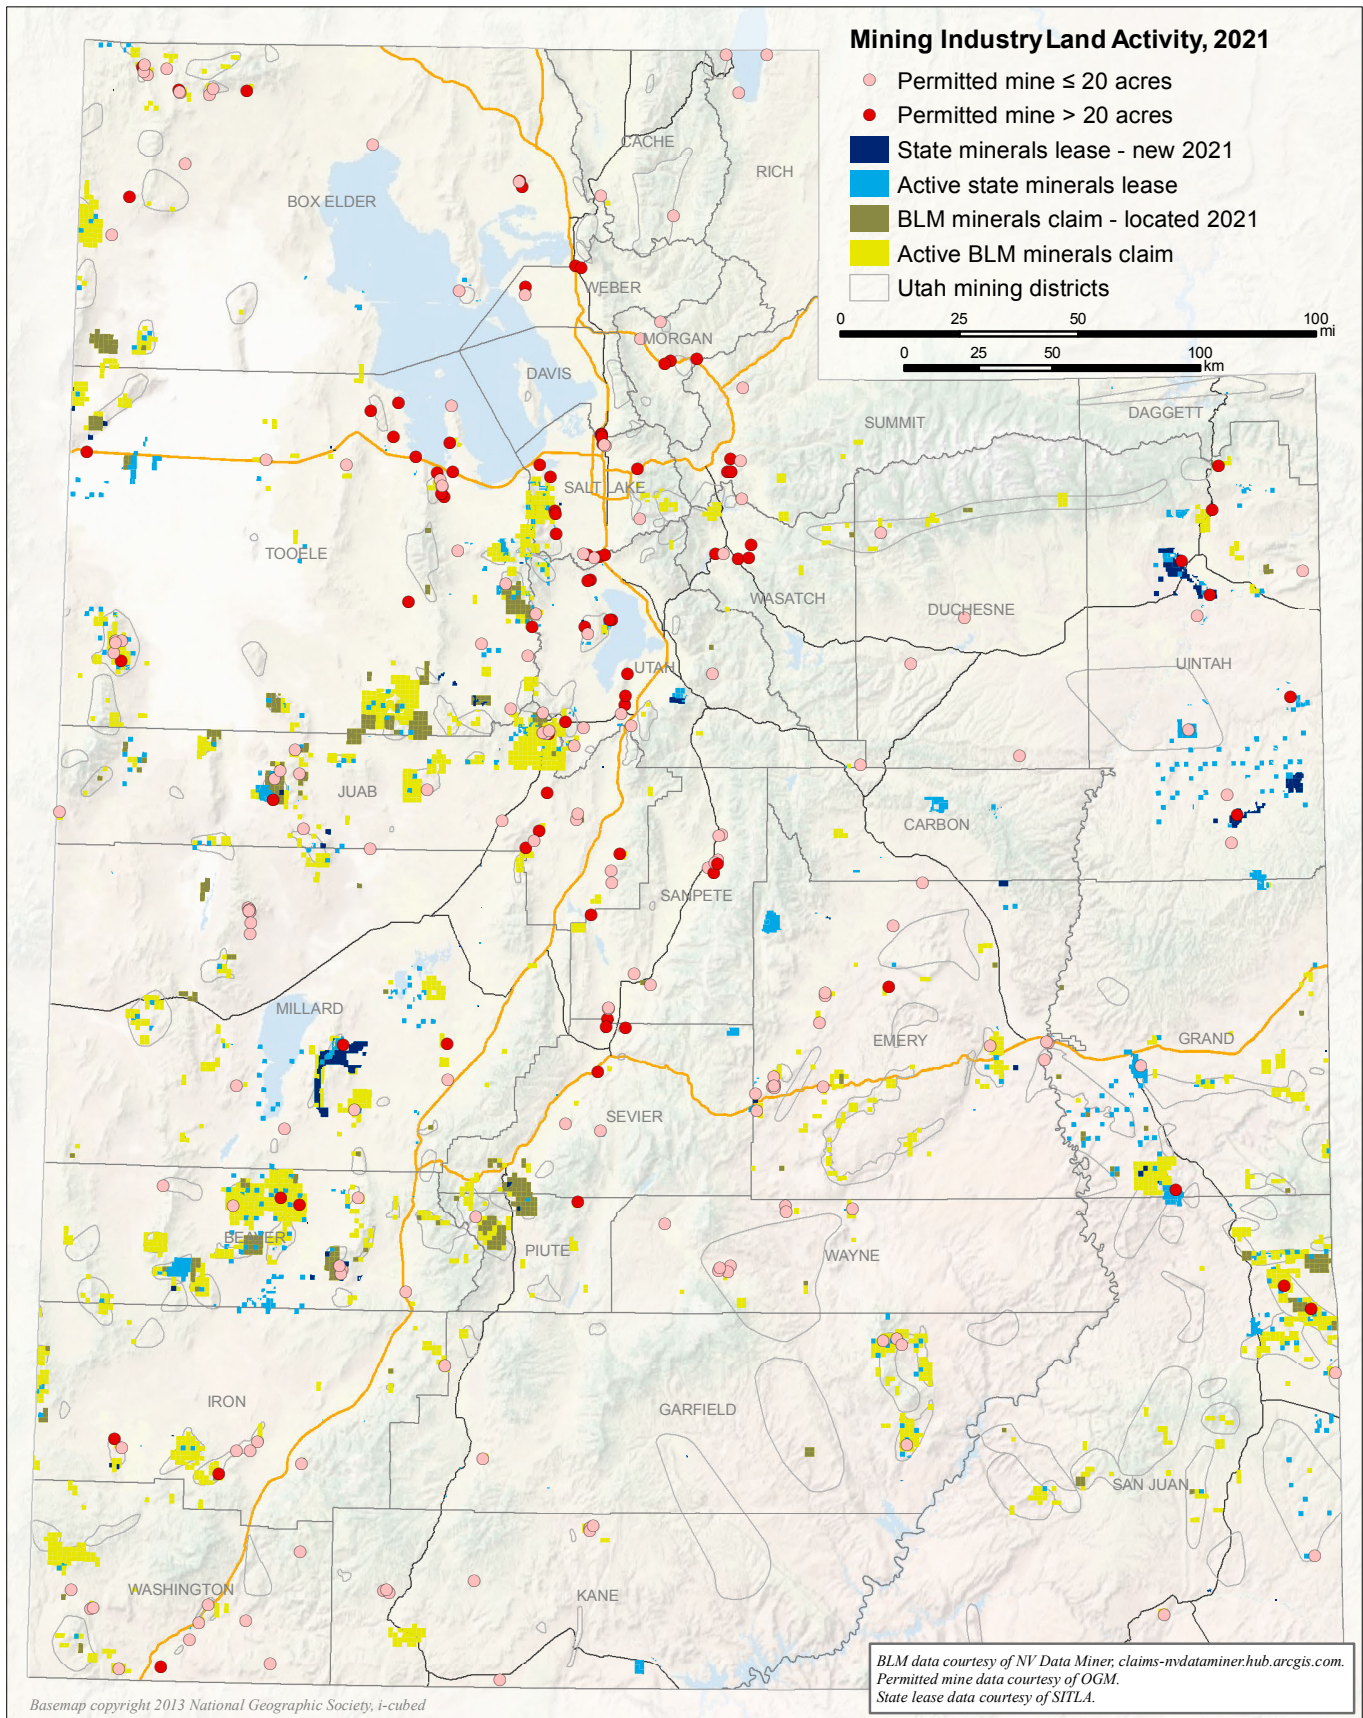 Mining Industry Land Activity, 2021
Permitted mine ≤ 20 acres
Permitted mine > 20 acres
State minerals lease - new 2021
Active state minerals lease
BLM minerals claim - located 2021
Active BLM minerals claim
Utah mining districts
0 25 50 100
mi
0 25 50 100
km
CACHE
RICH
BOX ELDER
WEBER
MORGAN
DAVIS
DAGGETT
SUMMIT
SALT LAKE
TOOELE
WASATCH
DUCHESNE
UINTAH
UTAH
JUAB
CARBON
SANPETE
MILLARD
EMERY
GRAND
SEVIER
BEAVER
PIUTE
WAYNE
IRON
GARFIELD
SAN JUAN
WASHINGTON
KANE
BLM data courtesy of NV Data Miner, claims-nvdataminer.hub.arcgis.com.
Permitted mine data courtesy of OGM.
State lease data courtesy of SITLA.
Basemap copyright 2013 National Geographic Society, i-cubed